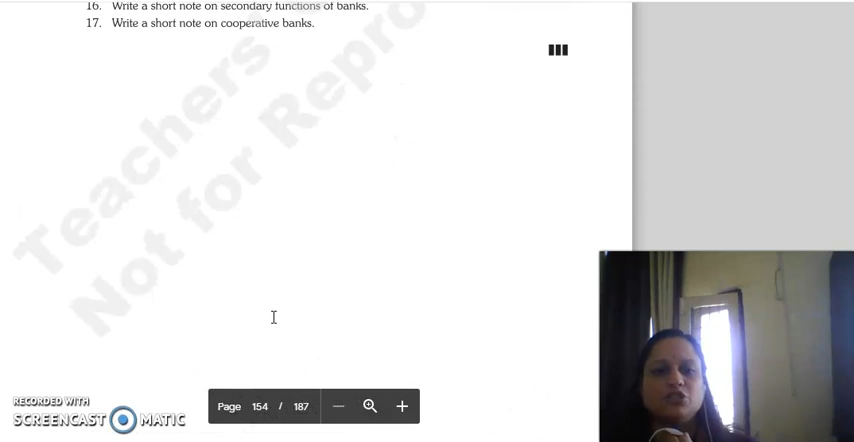 16. Write a short note on secondary functions of banks.
17. Write a short note on cooperative banks.
Teachers
Not for Repro
Page 154 / 187
RECORDED WITH
SCREENCAST MATIC